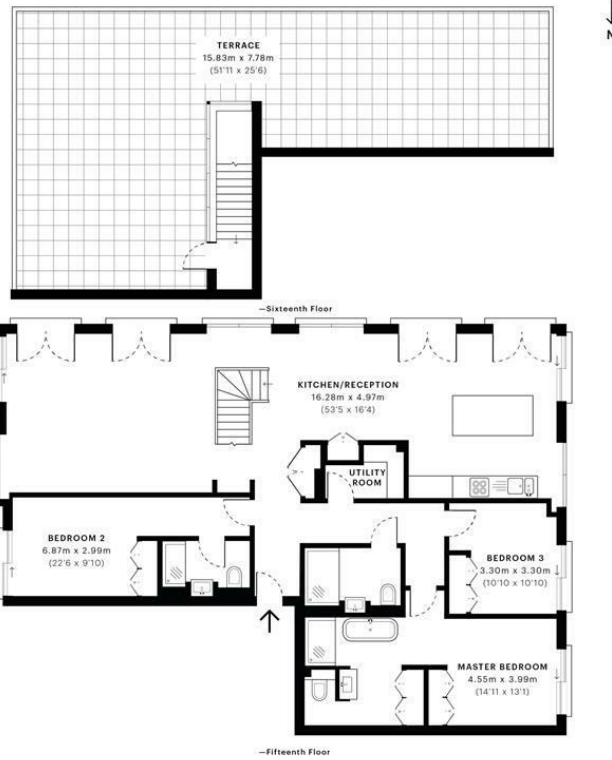 N
TERRACE
15.83m x 7.78m
(51'11 x 25'6)
—Sixteenth Floor
KITCHEN/RECEPTION
16.28m x 4.97m
(53'5 x 16'4)
UTILITY
ROOM
BEDROOM 2
6.87m x 2.99m
(22'6 x 9'10)
BEDROOM 3
3.30m x 3.30m
(10'10 x 10'10)
MASTER BEDROOM
4.55m x 3.99m
(14'11 x 13'1)
—Fifteenth Floor